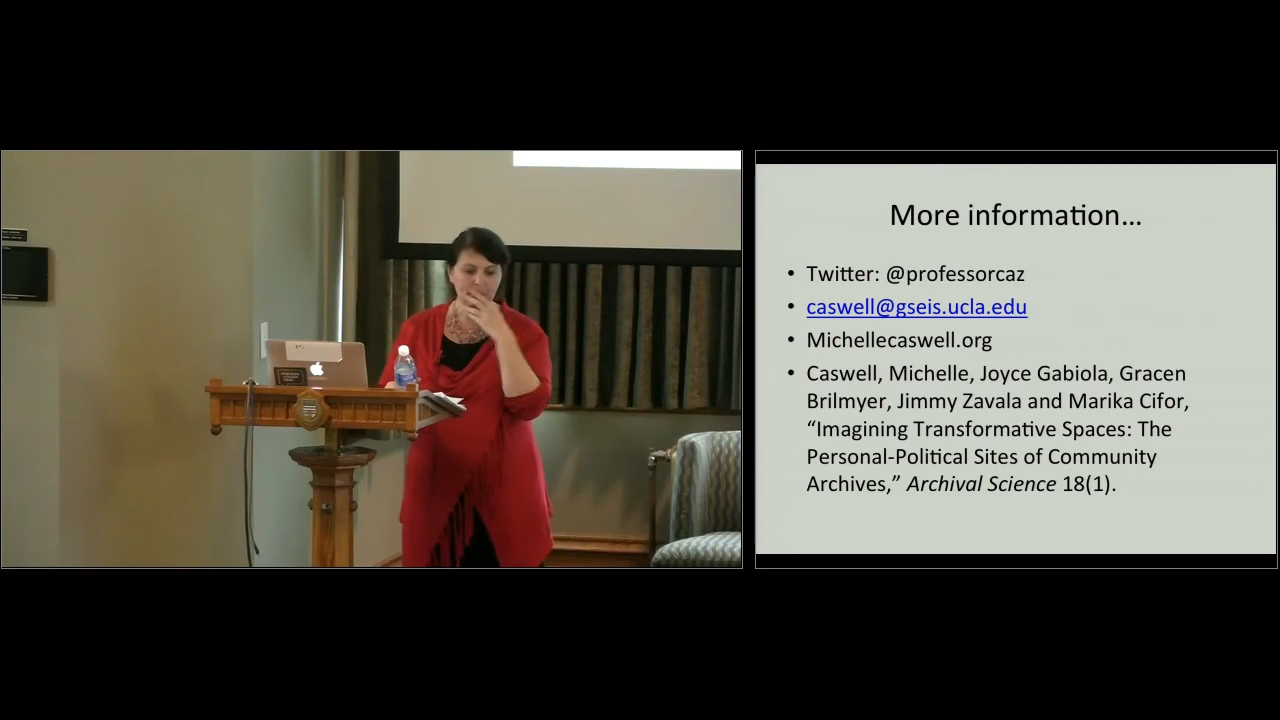 More information…
• Twitter: @professorcaz
• caswell@gseis.ucla.edu
• Michellecaswell.org
• Caswell, Michelle, Joyce Gabiola, Gracen
Brilmyer, Jimmy Zavala and Marika Cifor,
“Imagining Transformative Spaces: The
Personal-Political Sites of Community
Archives,” Archival Science 18(1).